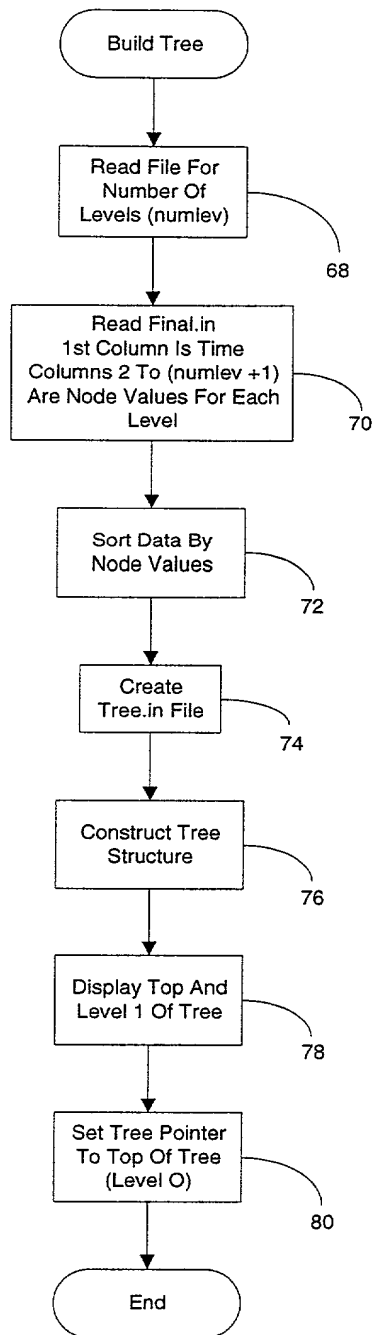 Build Tree
Read File For
Number Of
Levels (numlev)
68
Read Final.in
1st Column Is Time
Columns 2 To (numlev +1)
Are Node Values For Each
Level
70
Sort Data By
Node Values
72
Create
Tree.in File
74
Construct Tree
Structure
76
Display Top And
Level 1 Of Tree
78
Set Tree Pointer
To Top Of Tree
(Level O)
80
End